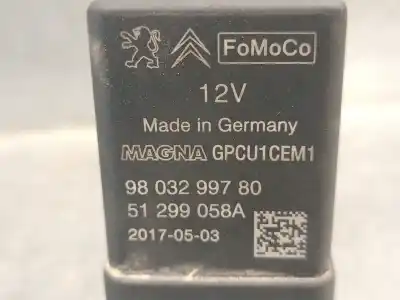 FoMoCo
12V
Made in Germany
MAGNA GPCU1CEM1
98 032 997 80
51 299 058A
2017-05-03